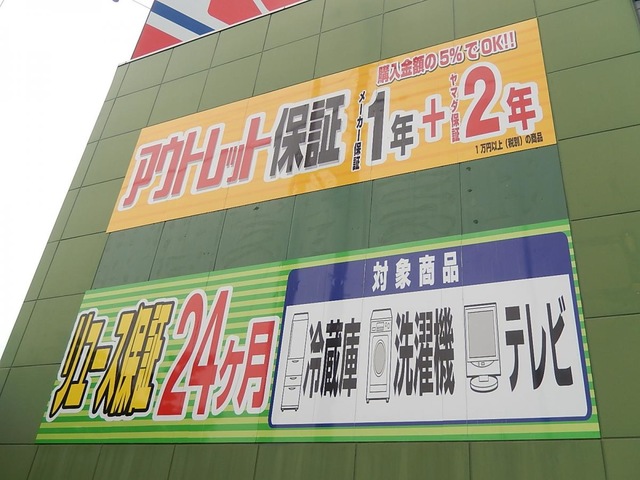 購入金額の5%でOK!!
アウトレット保証 メーカー保証 1年+ヤマダ保証 2年
1万円以上(税別)の商品
リユース保証 24ヶ月
対象商品
冷蔵庫 洗濯機 テレビ